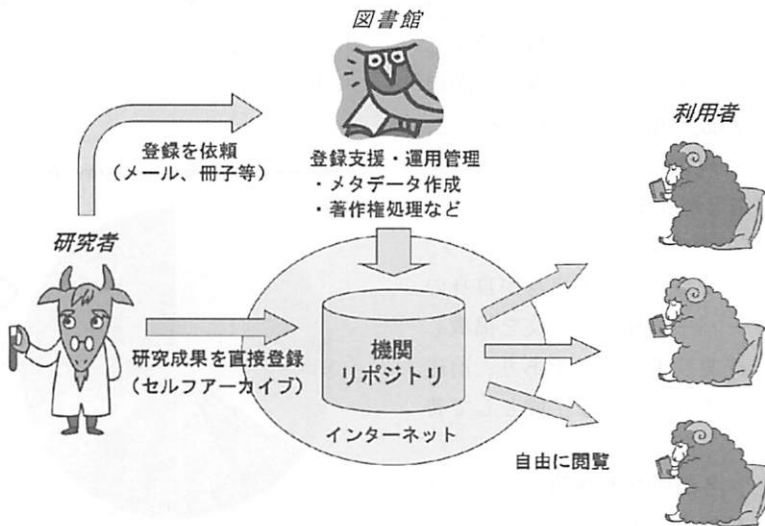 図書館
利用者
登録を依頼
（メール、冊子等）
登録支援・運用管理
・メタデータ作成
・著作権処理など
研究者
研究成果を直接登録
（セルフアーカイブ）
機関
リポジトリ
インターネット
自由に閲覧